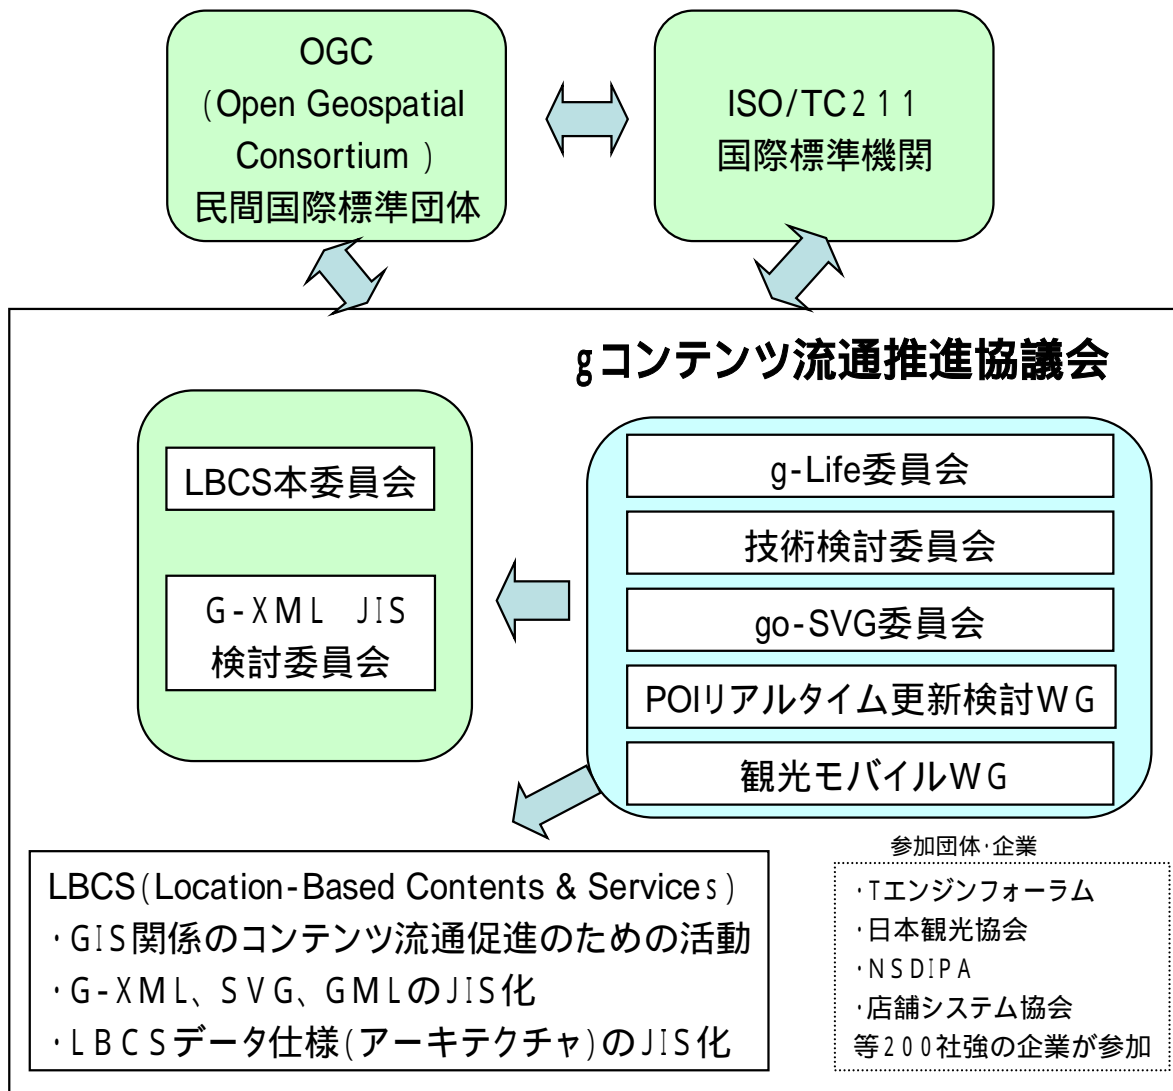 OGC
(Open Geospatial
Consortium )
民間国際標準団体
ISO/TC211
国際標準機関
gコンテンツ流通推進協議会
LBCS本委員会
G-XML JIS
検討委員会
g-Life委員会
技術検討委員会
go-SVG委員会
POIリアルタイム更新検討WG
観光モバイルWG
LBCS(Location-Based Contents & Services)
・GIS関係のコンテンツ流通促進のための活動
・G-XML、SVG、GMLのJIS化
・LBCSデータ仕様(アーキテクチャ)のJIS化
参加団体・企業
・Tエンジンフォーラム
・日本観光協会
・NSDIPA
・店舗システム協会
等200社強の企業が参加